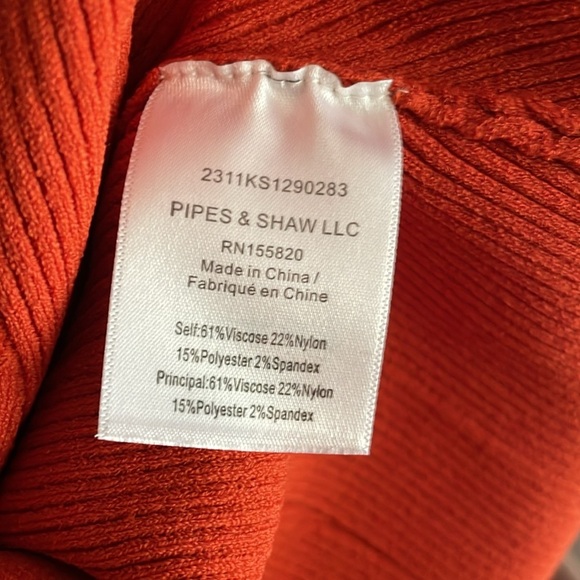 2311KS1290283
PIPES & SHAW LLC
RN155820
Made in China /
Fabriqué en Chine
Self:61%Viscose 22%Nylon
15%Polyester 2%Spandex
Principal:61%Viscose 22%Nylon
15%Polyester 2%Spandex